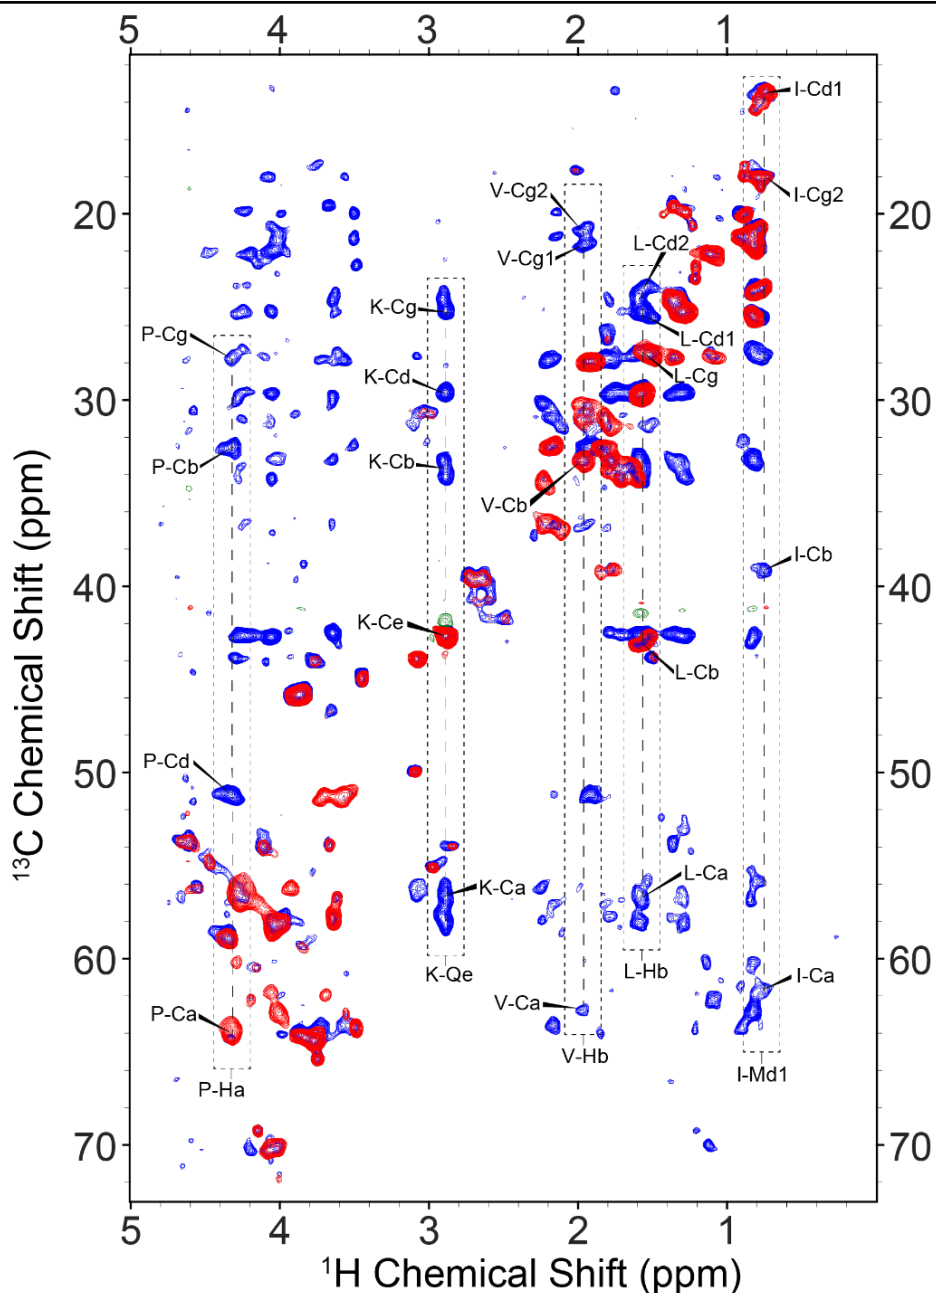 5 4 3 2 1
I-Cd1
I-Cg2
20 20
V-Cg2
L-Cd2
V-Cg1
K-Cg
P-Cg
L-Cd1
K-Cd
L-Cg
30 30
P-Cb
K-Cb
V-Cb
I-Cb
40 40
K-Ce
L-Cb
P-Cd
50 50
K-Ca
L-Ca
60 60
K-Qe
L-Hb
I-Ca
V-Ca
P-Ca
V-Hb
I-Md1
P-Ha
70 70
5 4 3 2 1
¹H Chemical Shift (ppm)
¹³C Chemical Shift (ppm)